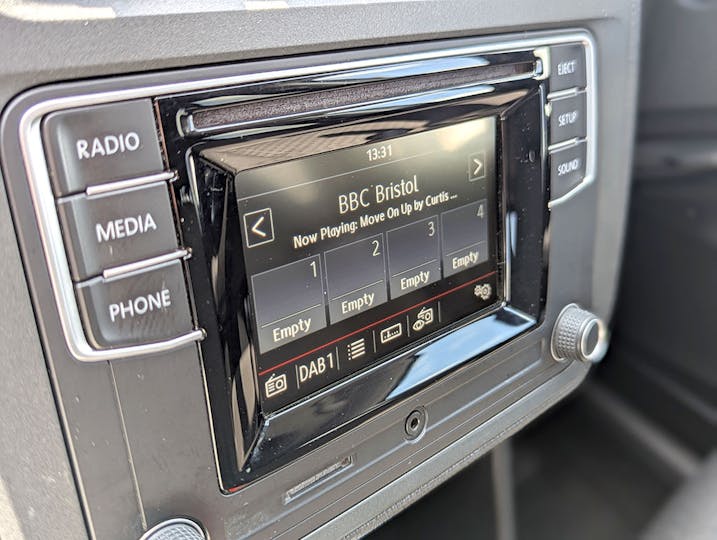 RADIO
MEDIA
PHONE
EJECT
SETUP
SOUND
13:31
BBC Bristol
Now Playing: Move On Up by Curtis ...
1
2
3
4
Empty
Empty
Empty
Empty
DAB1